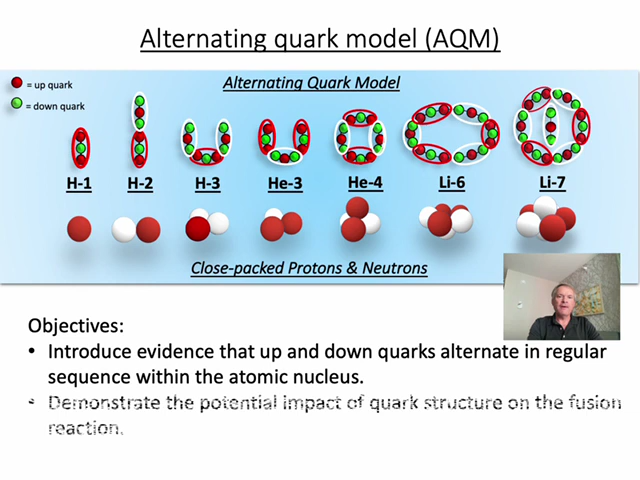 Alternating quark model (AQM)
Alternating Quark Model
= up quark
= down quark
H-1 H-2 H-3 He-3 He-4 Li-6 Li-7
Close-packed Protons & Neutrons
Objectives:
• Introduce evidence that up and down quarks alternate in regular
sequence within the atomic nucleus.
• Demonstrate the potential impact of quark structure on the fusion
reaction.